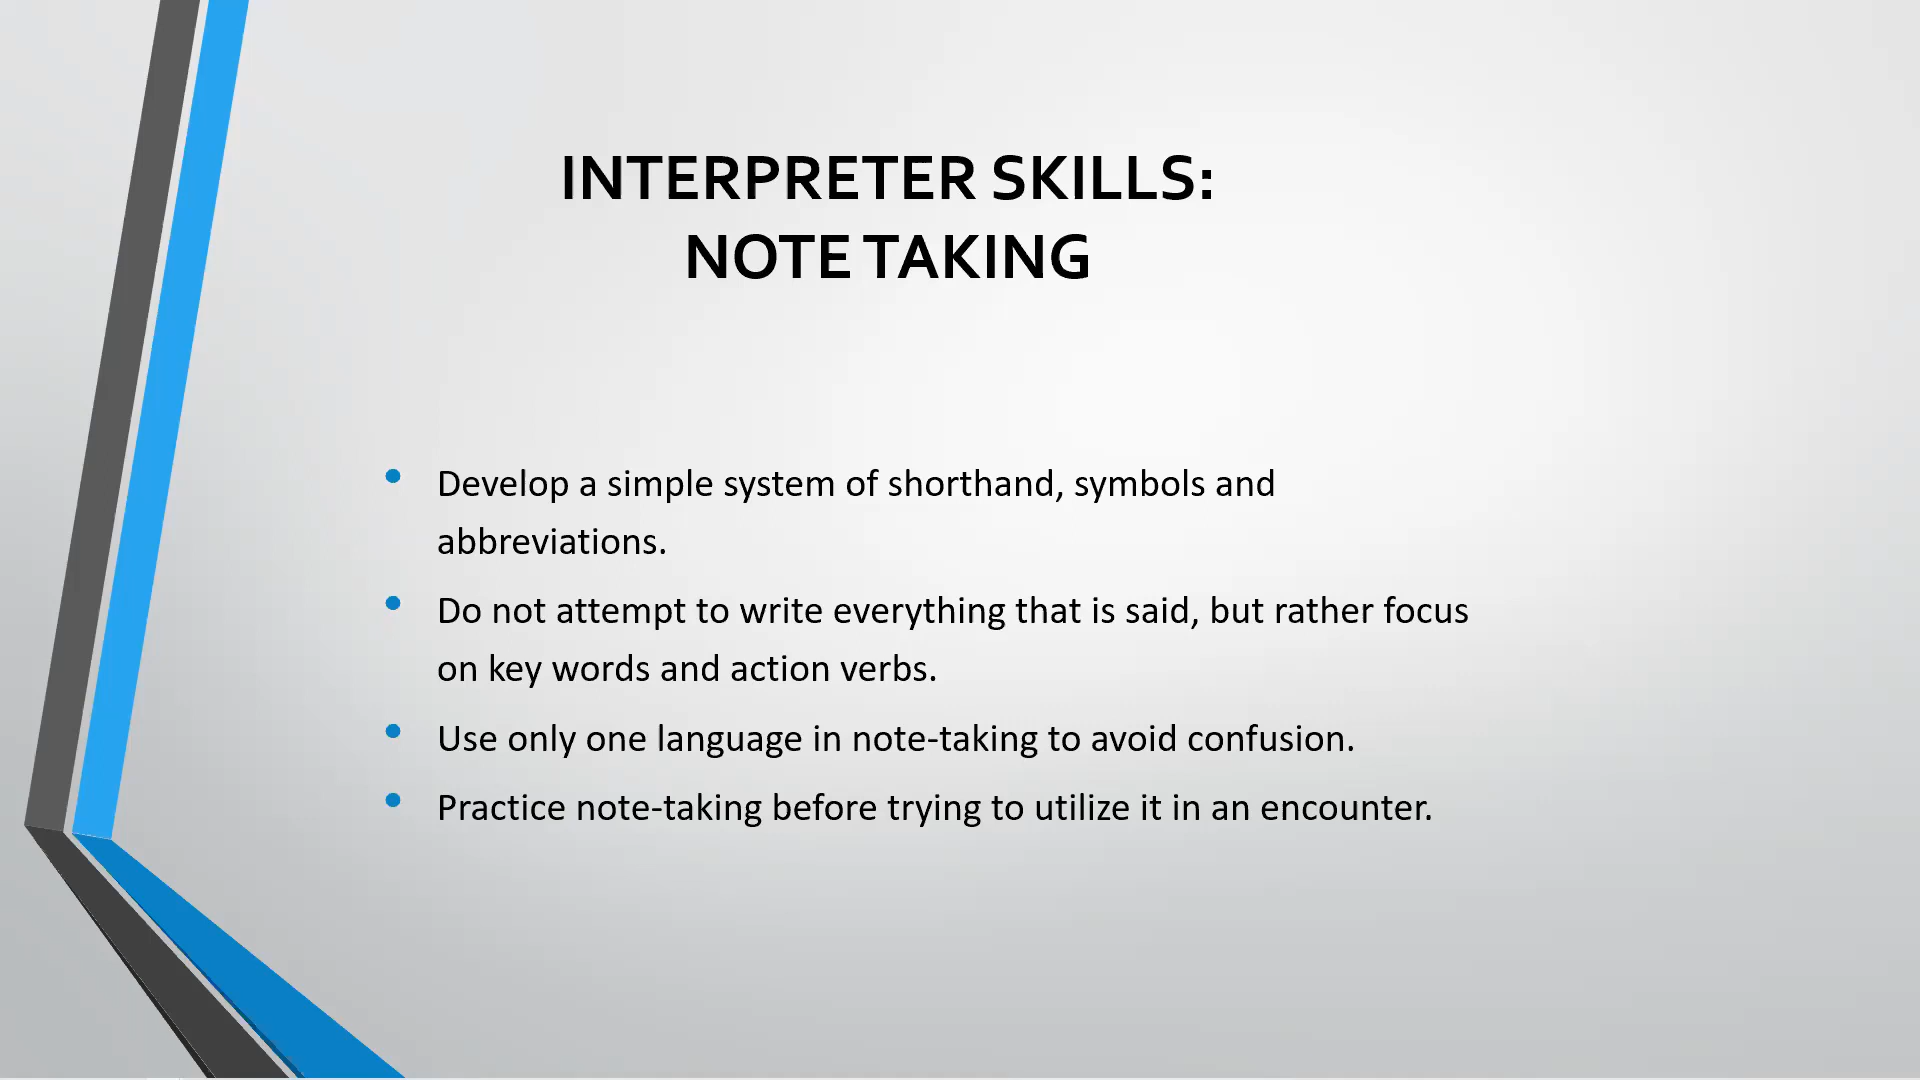 INTERPRETER SKILLS:
NOTE TAKING
• Develop a simple system of shorthand, symbols and
abbreviations.
• Do not attempt to write everything that is said, but rather focus
on key words and action verbs.
• Use only one language in note-taking to avoid confusion.
• Practice note-taking before trying to utilize it in an encounter.